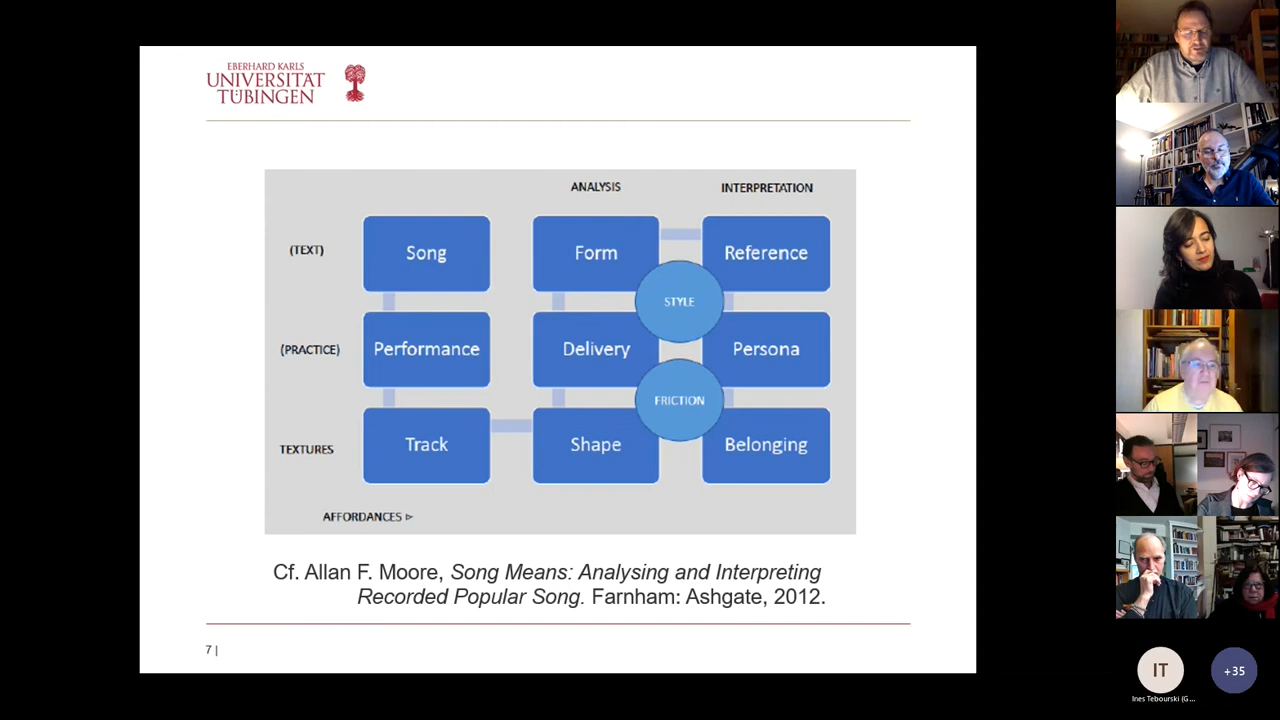 EBERHARD KARLS
UNIVERSITÄT
TÜBINGEN
ANALYSIS INTERPRETATION
(TEXT) Song Form Reference
STYLE
(PRACTICE) Performance Delivery Persona
FRICTION
TEXTURES Track Shape Belonging
AFFORDANCES ▷
Cf. Allan F. Moore, Song Means: Analysing and Interpreting
Recorded Popular Song. Farnham: Ashgate, 2012.
7 |
IT
+35
Ines Tebourski (G...